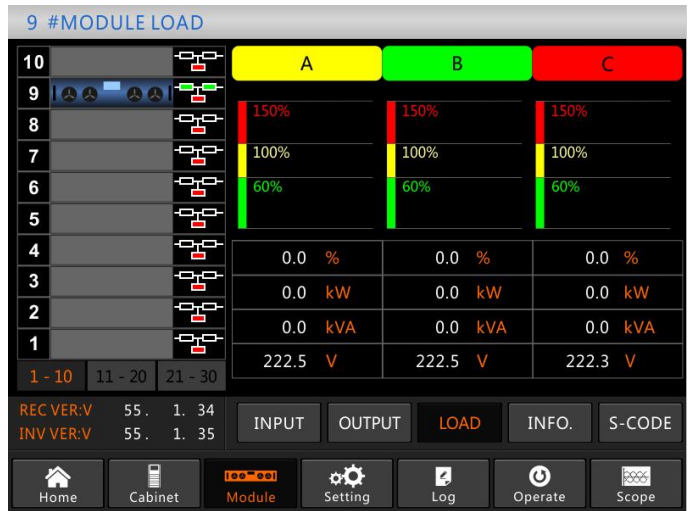 9 #MODULE LOAD
10
9
8
7
6
5
4
3
2
1
1 - 10 11 - 20 21 - 30
REC VER:V 55. 1. 34
INV VER:V 55. 1. 35
A B C
150% 150% 150%
100% 100% 100%
60% 60% 60%
0.0 % 0.0 % 0.0 %
0.0 kW 0.0 kW 0.0 kW
0.0 kVA 0.0 kVA 0.0 kVA
222.5 V 222.5 V 222.3 V
INPUT OUTPUT LOAD INFO. S-CODE
Home Cabinet Module Setting Log Operate Scope